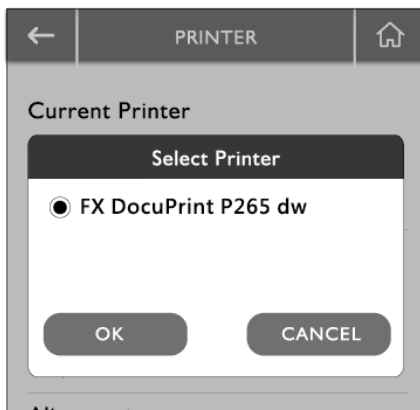 PRINTER
Current Printer
Select Printer
FX DocuPrint P265 dw
OK CANCEL